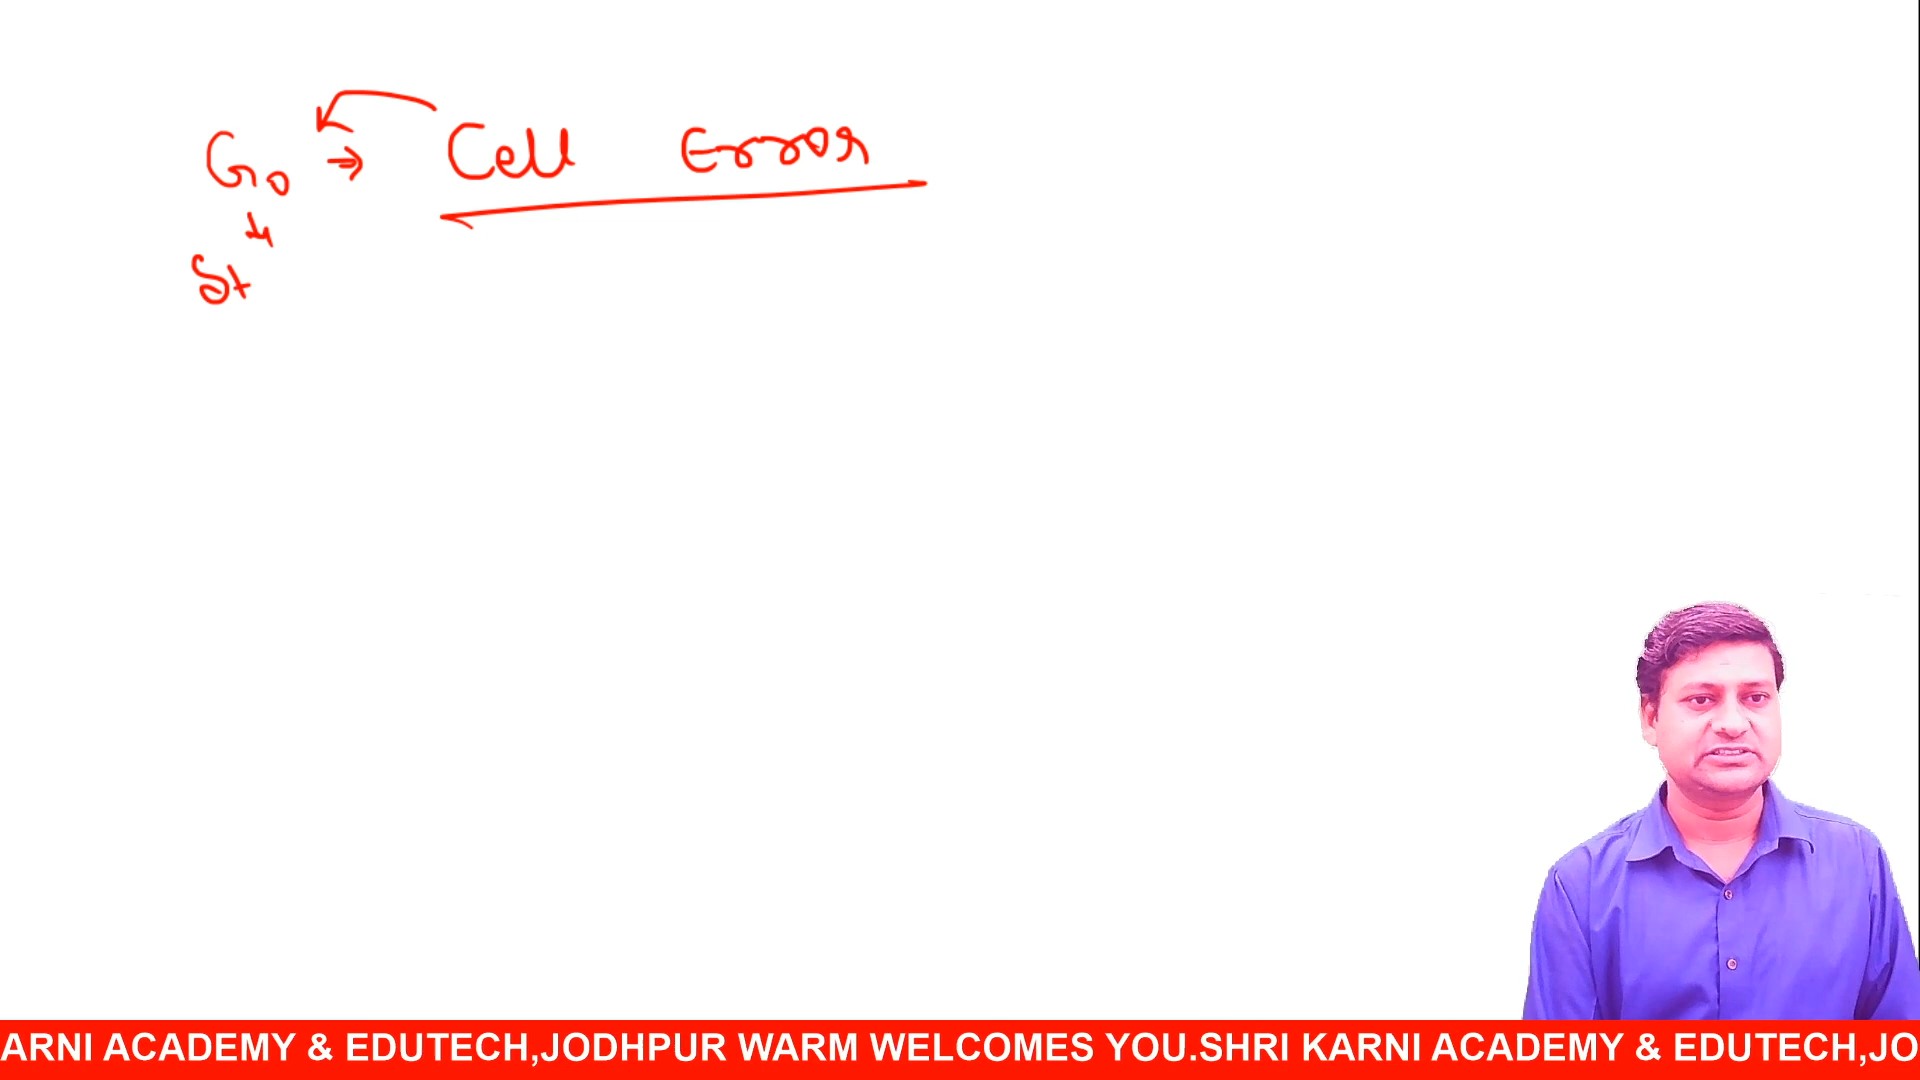 G0 → Cell Error
St
ARNI ACADEMY & EDUTECH,JODHPUR WARM WELCOMES YOU.SHRI KARNI ACADEMY & EDUTECH,JO